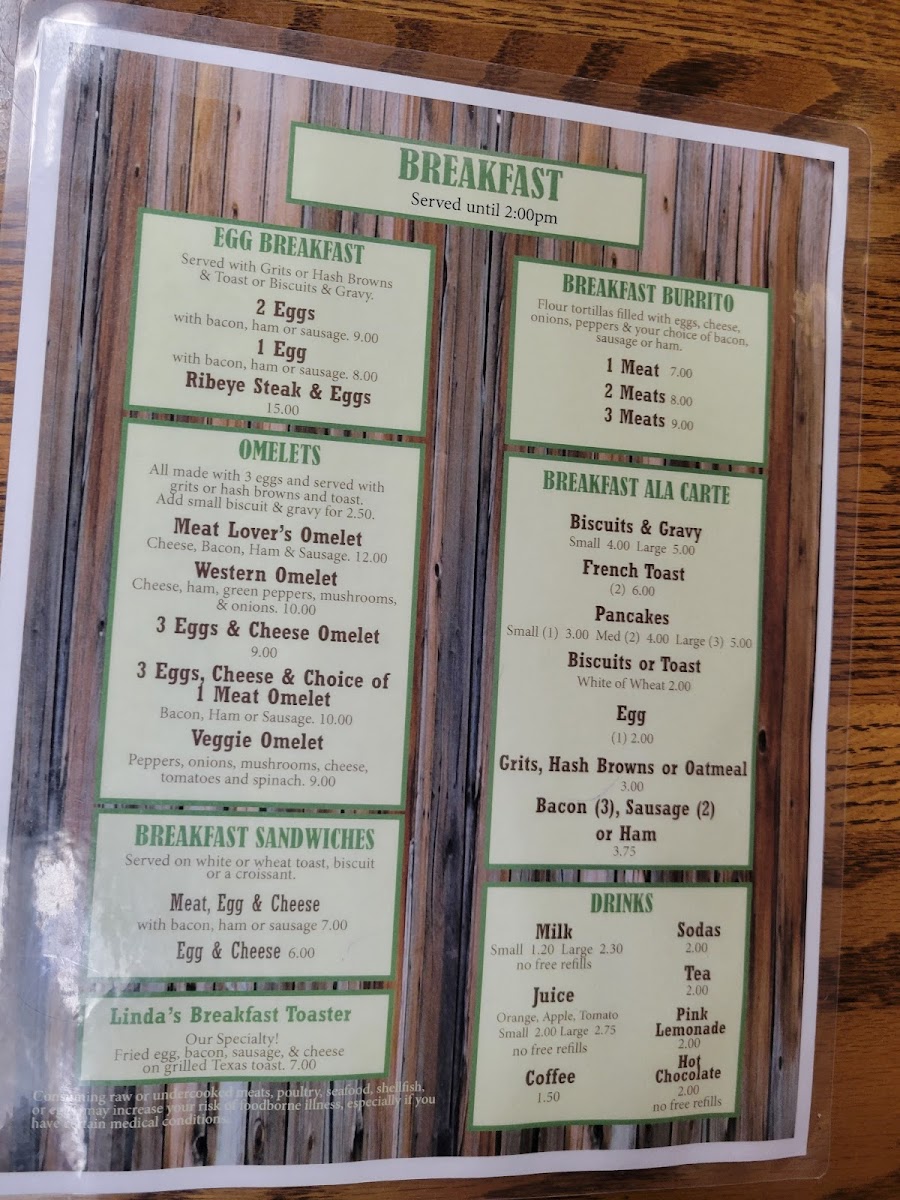 BREAKFAST
Served until 2:00pm
EGG BREAKFAST
Served with Grits or Hash Browns
& Toast or Biscuits & Gravy.
2 Eggs
with bacon, ham or sausage. 9.00
1 Egg
with bacon, ham or sausage. 8.00
Ribeye Steak & Eggs
15.00
OMELETS
All made with 3 eggs and served with
grits or hash browns and toast.
Add small biscuit & gravy for 2.50.
Meat Lover's Omelet
Cheese, Bacon, Ham & Sausage. 12.00
Western Omelet
Cheese, ham, green peppers, mushrooms,
& onions. 10.00
3 Eggs & Cheese Omelet
9.00
3 Eggs, Cheese & Choice of
1 Meat Omelet
Bacon, Ham or Sausage. 10.00
Veggie Omelet
Peppers, onions, mushrooms, cheese,
tomatoes and spinach. 9.00
BREAKFAST SANDWICHES
Served on white or wheat toast, biscuit
or a croissant.
Meat, Egg & Cheese
with bacon, ham or sausage 7.00
Egg & Cheese 6.00
Linda's Breakfast Toaster
Our Specialty!
Fried egg, bacon, sausage, & cheese
on grilled Texas toast. 7.00
Consuming raw or undercooked meats, poultry, seafood, shellfish,
or eggs may increase your risk of foodborne illness, especially if you
have certain medical conditions.
BREAKFAST BURRITO
Flour tortillas filled with eggs, cheese,
onions, peppers & your choice of bacon,
sausage or ham.
1 Meat 7.00
2 Meats 8.00
3 Meats 9.00
BREAKFAST ALA CARTE
Biscuits & Gravy
Small 4.00 Large 5.00
French Toast
(2) 6.00
Pancakes
Small (1) 3.00 Med (2) 4.00 Large (3) 5.00
Biscuits or Toast
White of Wheat 2.00
Egg
(1) 2.00
Grits, Hash Browns or Oatmeal
3.00
Bacon (3), Sausage (2)
or Ham
3.75
DRINKS
Milk
Small 1.20 Large 2.30
no free refills
Juice
Orange, Apple, Tomato
Small 2.00 Large 2.75
no free refills
Coffee
1.50
Sodas
2.00
Tea
2.00
Pink
Lemonade
2.00
Hot
Chocolate
2.00
no free refills